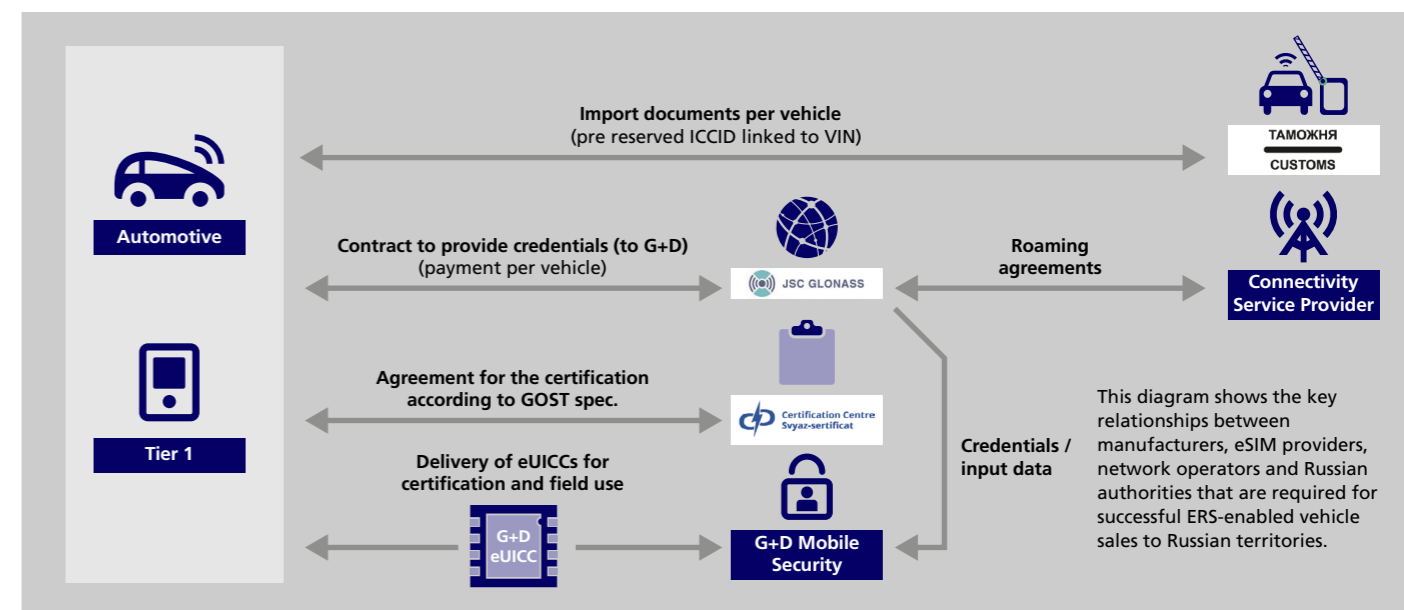 Import documents per vehicle
(pre reserved ICCID linked to VIN)
ТАМОЖНЯ
CUSTOMS
Automotive
Contract to provide credentials (to G+D)
(payment per vehicle)
JSC GLONASS
Roaming
agreements
Connectivity
Service Provider
Tier 1
Agreement for the certification
according to GOST spec.
Certification Centre
Svyaz-sertificat
Delivery of eUICCs for
certification and field use
G+D
eUICC
G+D Mobile
Security
Credentials /
input data
This diagram shows the key
relationships between
manufacturers, eSIM providers,
network operators and Russian
authorities that are required for
successful ERS-enabled vehicle
sales to Russian territories.